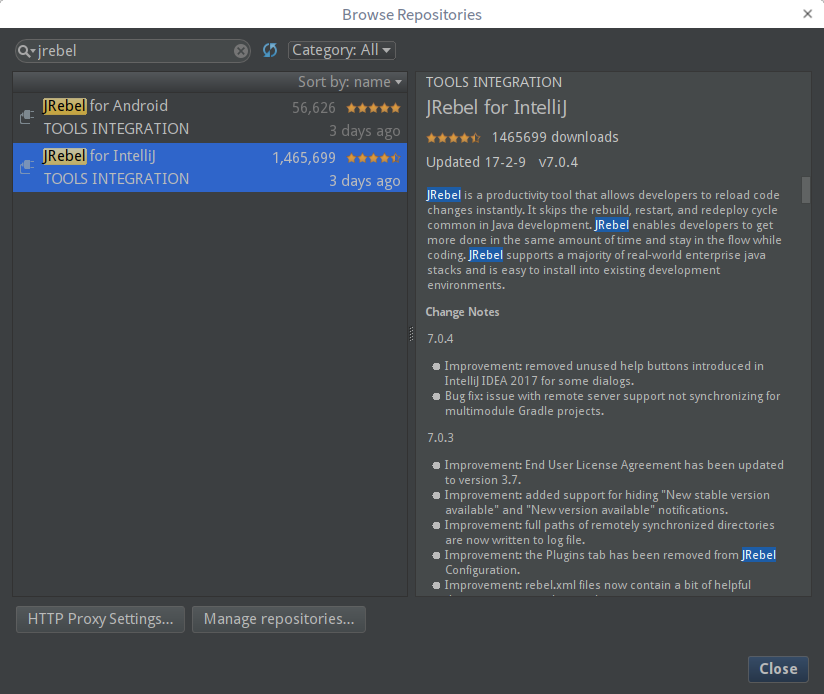 Browse Repositories
jrebel
Category: All
Sort by: name
JRebel for Android
56,626
TOOLS INTEGRATION
3 days ago
JRebel for IntelliJ
1,465,699
TOOLS INTEGRATION
3 days ago
TOOLS INTEGRATION
JRebel for IntelliJ
1465699 downloads
Updated 17-2-9 v7.0.4
JRebel is a productivity tool that allows developers to reload code
changes instantly. It skips the rebuild, restart, and redeploy cycle
common in Java development. JRebel enables developers to get
more done in the same amount of time and stay in the flow while
coding. JRebel supports a majority of real-world enterprise java
stacks and is easy to install into existing development
environments.
Change Notes
7.0.4
Improvement: removed unused help buttons introduced in
IntelliJ IDEA 2017 for some dialogs.
Bug fix: issue with remote server support not synchronizing for
multimodule Gradle projects.
7.0.3
Improvement: End User License Agreement has been updated
to version 3.7.
Improvement: added support for hiding "New stable version
available" and "New version available" notifications.
Improvement: full paths of remotely synchronized directories
are now written to log file.
Improvement: the Plugins tab has been removed from JRebel
Configuration.
Improvement: rebel.xml files now contain a bit of helpful
HTTP Proxy Settings...
Manage repositories...
Close